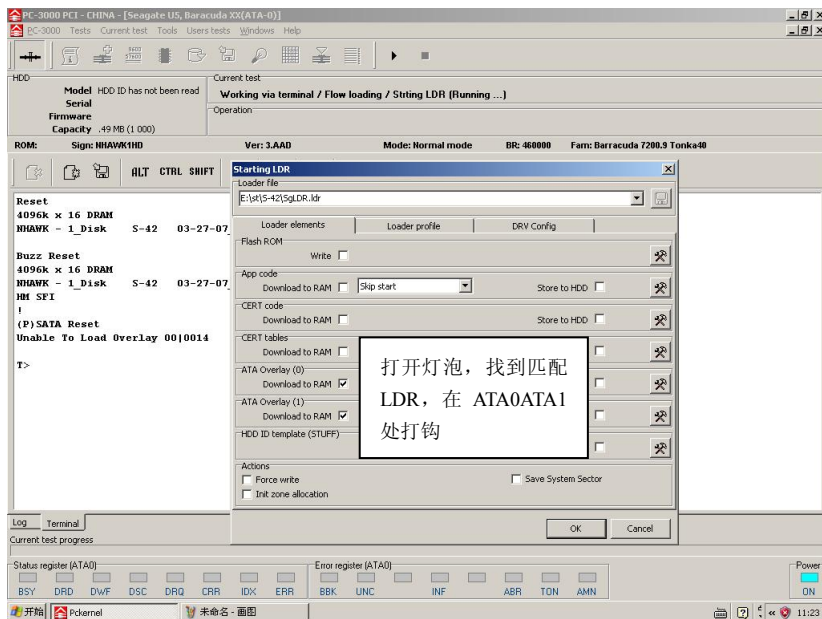 PC-3000 PCI - CHINA - [Seagate U5, Baracuda XX(ATA-0)]
PC-3000 Tests Current test Tools Users tests Windows Help
HDD
Model HDD ID has not been read
Serial
Firmware
Capacity .49 MB (1 000)
Current test
Working via terminal / Flow loading / Strting LDR (Running ...)
Operation
ROM: Sign: NHAWK1HD Ver: 3.AAD Mode: Normal mode BR: 460000 Fam: Barracuda 7200.9 Tonka40
ALT CTRL SHIFT
Reset
4096k x 16 DRAM
NHAWK - 1_Disk S-42 03-27-07
Buzz Reset
4096k x 16 DRAM
NHAWK - 1_Disk S-42 03-27-07
HM SFI
!
(P)SATA Reset
Unable To Load Overlay 00|0014
T>
Starting LDR
Loader file
E:\st\S-42\SgLDR.ldr
Loader elements Loader profile DRV Config
Flash ROM
Write
App code
Download to RAM Skip start Store to HDD
CERT code
Download to RAM Store to HDD
CERT tables
Download to RAM
ATA Overlay (0)
Download to RAM
ATA Overlay (1)
Download to RAM
HDD ID template (STUFF)
打开灯泡，找到匹配
LDR，在 ATA0ATA1
处打钩
Actions
Force write Save System Sector
Init zone allocation
OK Cancel
Log Terminal
Current test progress
Status register (ATA0) Error register (ATA0) Power
BSY DRD DWF DSC DRQ CRR IDX ERR BBK UNC INF ABR TON AMN ON
开始 Pckernel 未命名 - 画图 11:23